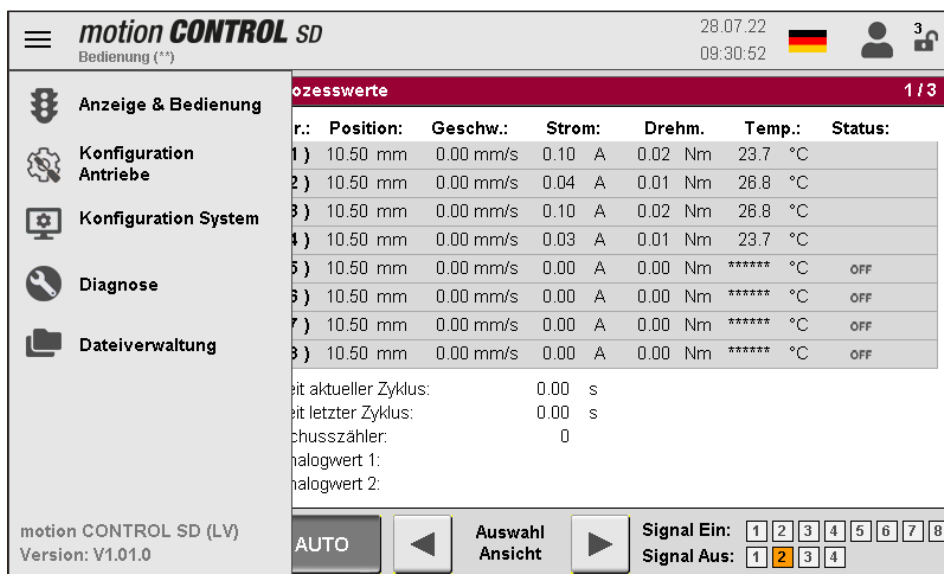 motion CONTROL SD
Bedienung (**)
28.07.22
09:30:52
3
Anzeige & Bedienung
Konfiguration
Antriebe
Konfiguration System
Diagnose
Dateiverwaltung
motion CONTROL SD (LV)
Version: V1.01.0
ozesswerte 1 / 3
r.: Position: Geschw.: Strom: Drehm. Temp.: Status:
1 ) 10.50 mm 0.00 mm/s 0.10 A 0.02 Nm 23.7 °C
2 ) 10.50 mm 0.00 mm/s 0.04 A 0.01 Nm 26.8 °C
3 ) 10.50 mm 0.00 mm/s 0.10 A 0.02 Nm 26.8 °C
4 ) 10.50 mm 0.00 mm/s 0.03 A 0.01 Nm 23.7 °C
5 ) 10.50 mm 0.00 mm/s 0.00 A 0.00 Nm ****** °C OFF
6 ) 10.50 mm 0.00 mm/s 0.00 A 0.00 Nm ****** °C OFF
7 ) 10.50 mm 0.00 mm/s 0.00 A 0.00 Nm ****** °C OFF
8 ) 10.50 mm 0.00 mm/s 0.00 A 0.00 Nm ****** °C OFF
eit aktueller Zyklus: 0.00 s
eit letzter Zyklus: 0.00 s
chusszähler: 0
nalogwert 1:
nalogwert 2:
AUTO
Auswahl
Ansicht
Signal Ein: 1 2 3 4 5 6 7 8
Signal Aus: 1 2 3 4